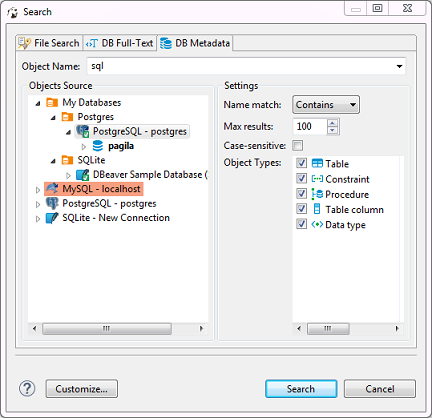 Search
File Search
DB Full-Text
DB Metadata
Object Name:
sql
Objects Source
My Databases
Postgres
PostgreSQL - postgres
pagila
SQLite
DBeaver Sample Database (
MySQL - localhost
PostgreSQL - postgres
SQLite - New Connection
Settings
Name match:
Contains
Max results:
100
Case-sensitive:
Object Types:
Table
Constraint
Procedure
Table column
Data type
?
Customize...
Search
Cancel